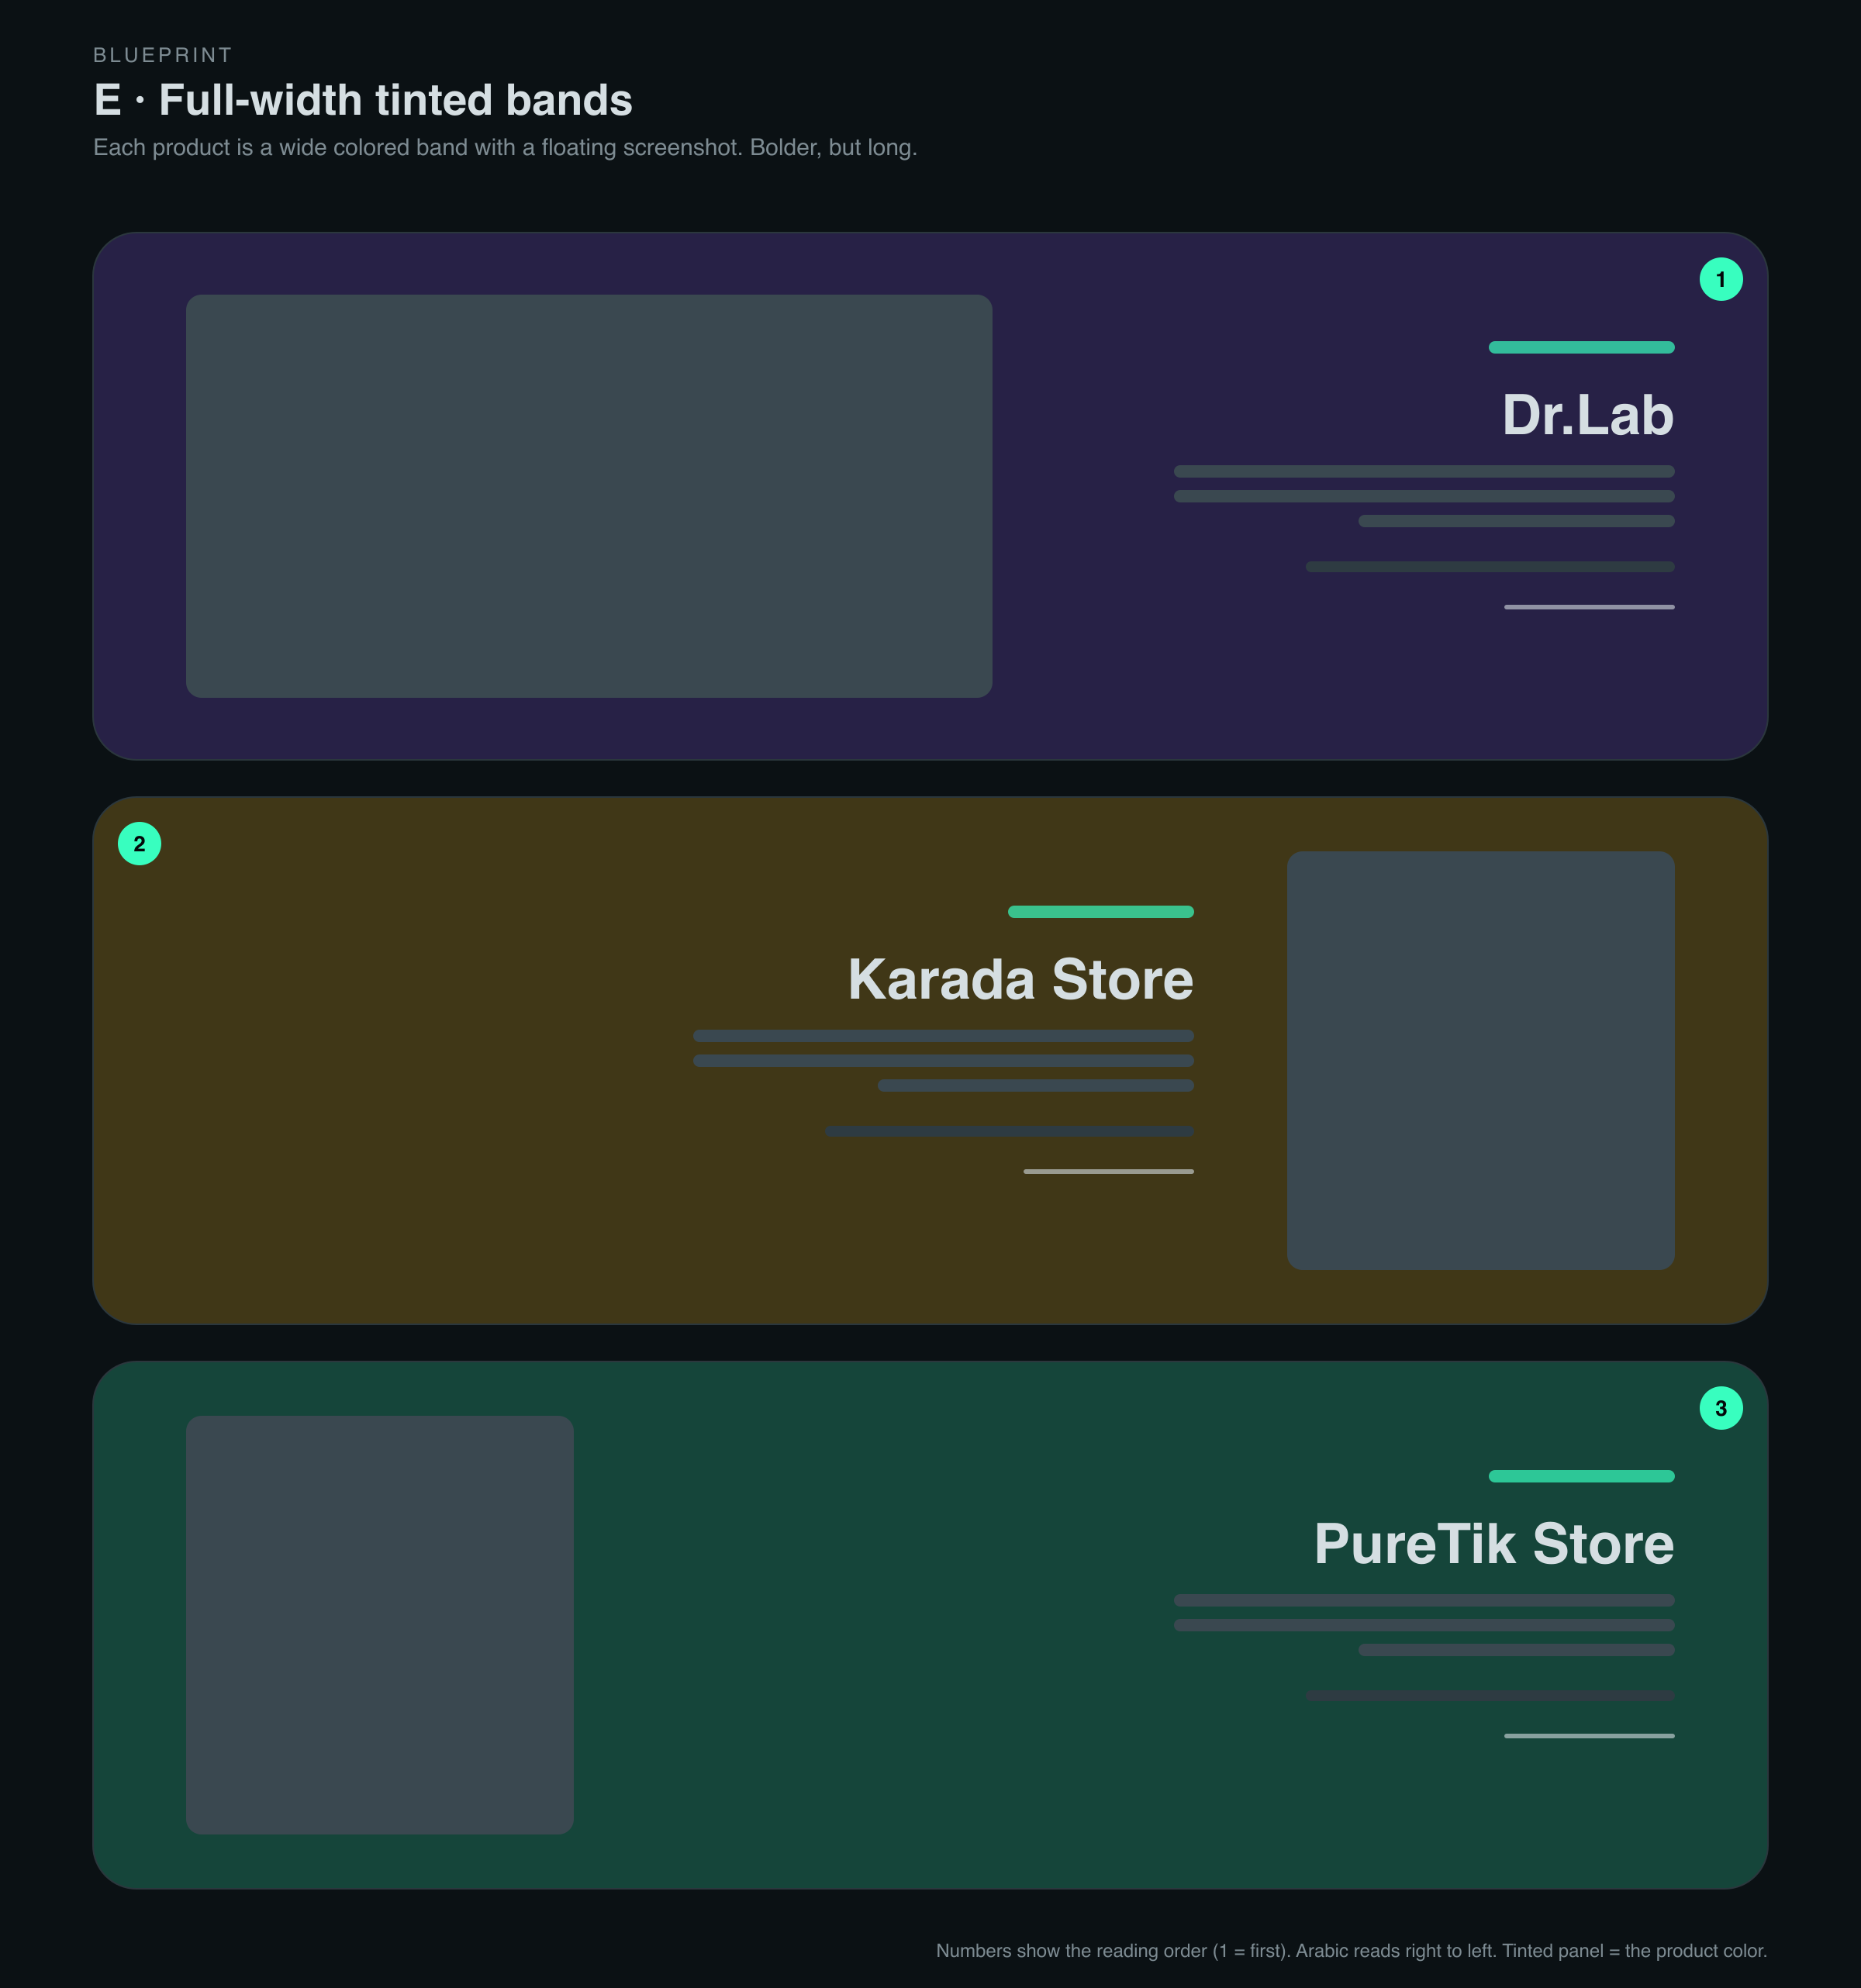 BLUEPRINT
E · Full-width tinted bands
Each product is a wide colored band with a floating screenshot. Bolder, but long.
1
Dr.Lab
2
Karada Store
3
PureTik Store
Numbers show the reading order (1 = first). Arabic reads right to left. Tinted panel = the product color.